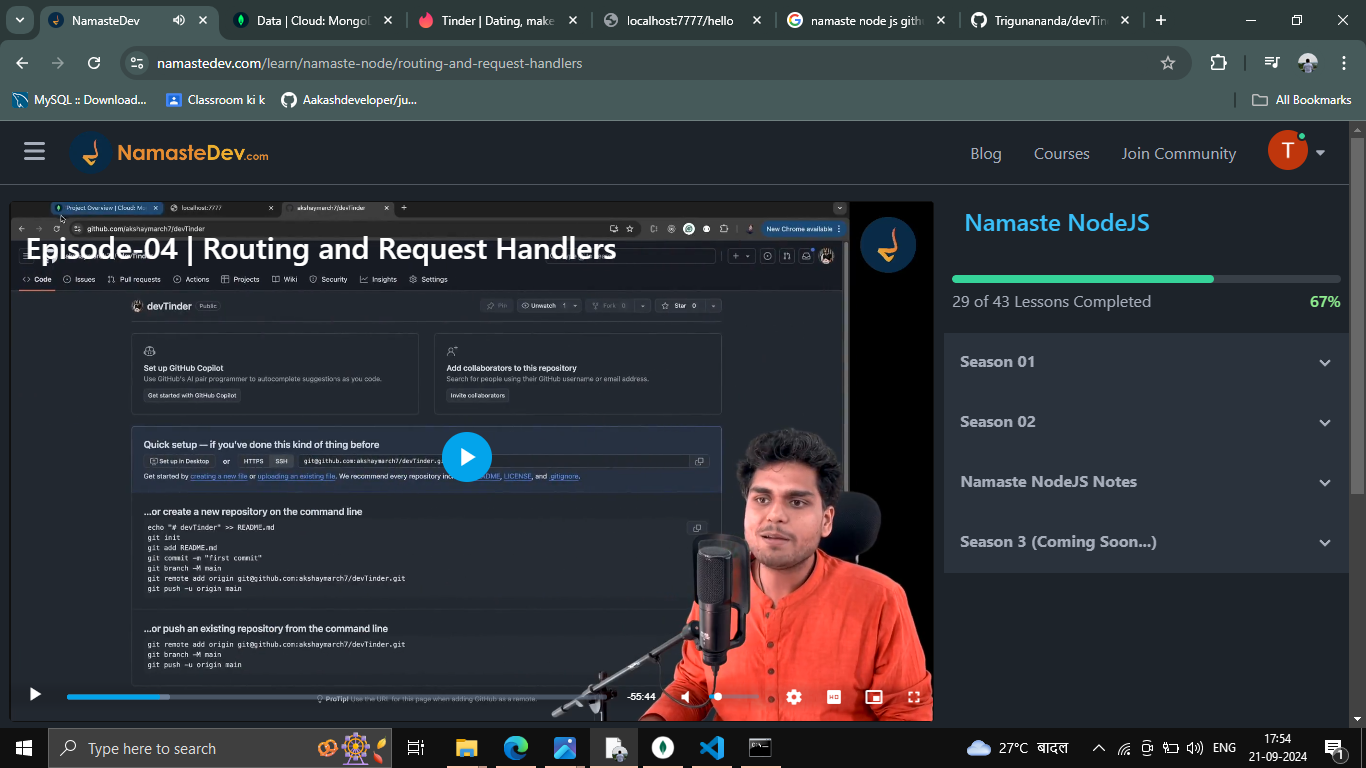 NamasteDev
Data | Cloud: MongoD
Tinder | Dating, make
localhost:7777/hello
namaste node js gith
Trigunananda/devTin
namastedev.com/learn/namaste-node/routing-and-request-handlers
MySQL :: Download...
Classroom ki k
Aakashdeveloper/ju...
All Bookmarks
NamasteDev.com
Blog
Courses
Join Community
T
Project Overview | Cloud: Mo
localhost:7777
akshaymarch7/devTinder
github.com/akshaymarch7/devTinder
New Chrome available
Episode-04 | Routing and Request Handlers
Code
Issues
Pull requests
Actions
Projects
Wiki
Security
Insights
Settings
devTinder
Public
Pin
Unwatch 1
Fork 0
Star 0
Set up GitHub Copilot
Use GitHub's AI pair programmer to autocomplete suggestions as you code.
Get started with GitHub Copilot
Add collaborators to this repository
Search for people using their GitHub username or email address.
Invite collaborators
Quick setup — if you've done this kind of thing before
Set up in Desktop or HTTPS SSH git@github.com:akshaymarch7/devTinder.g
Get started by creating a new file or uploading an existing file. We recommend every repository inc README, LICENSE, and .gitignore.
...or create a new repository on the command line
echo "# devTinder" >> README.md
git init
git add README.md
git commit -m "first commit"
git branch -M main
git remote add origin git@github.com:akshaymarch7/devTinder.git
git push -u origin main
...or push an existing repository from the command line
git remote add origin git@github.com:akshaymarch7/devTinder.git
git branch -M main
git push -u origin main
ProTip! Use the URL for this page when adding GitHub as a remote.
-55:44
HD
Namaste NodeJS
29 of 43 Lessons Completed
67%
Season 01
Season 02
Namaste NodeJS Notes
Season 3 (Coming Soon...)
Type here to search
27°C बादल
ENG
17:54
21-09-2024
1